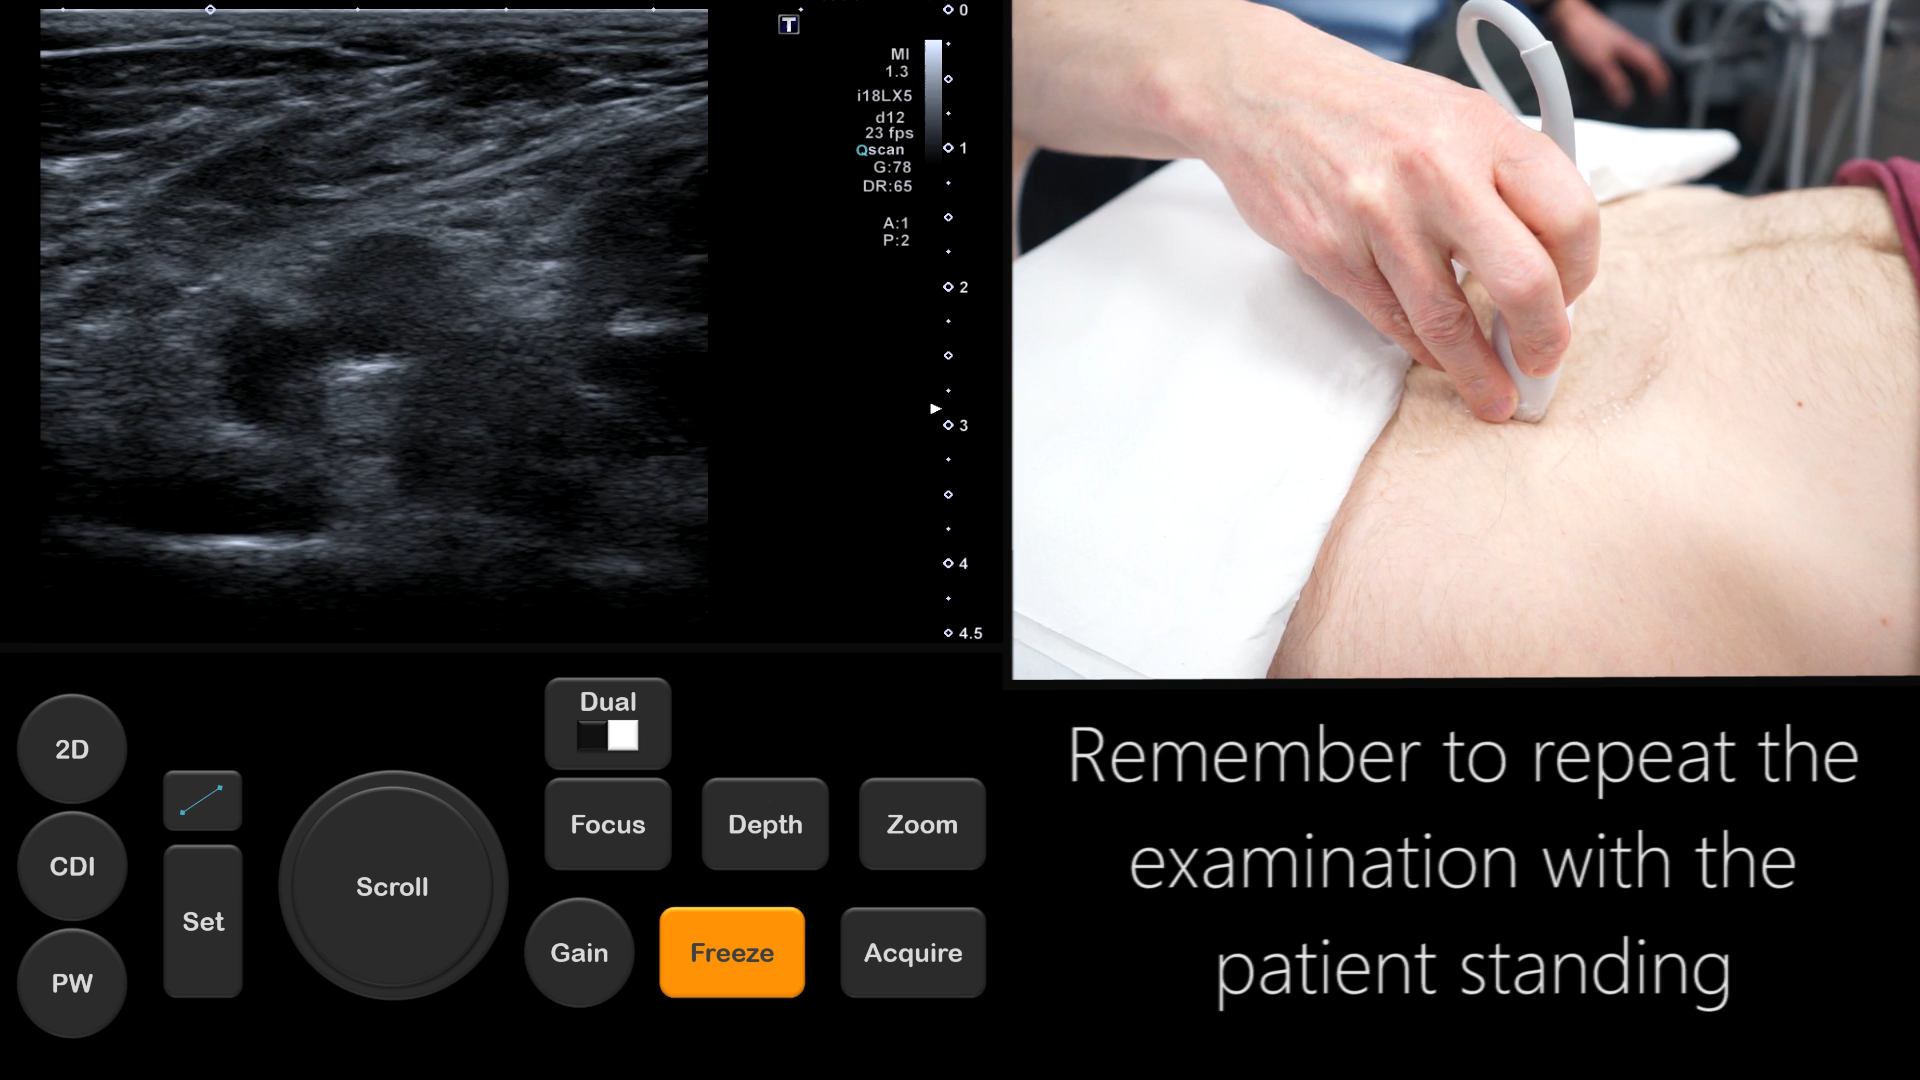 T
0
MI
1.3
i18LX5
d12
23 fps
Qscan
G:78
DR:65
A:1
P:2
1
2
3
4
4.5
Dual
2D
Focus
Depth
Zoom
CDI
Scroll
Set
Gain
Freeze
Acquire
PW
Remember to repeat the
examination with the
patient standing